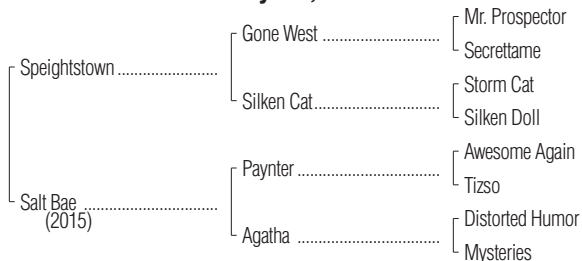 Mr. Prospector
Gone West ........................
Secrettame
Speightstown ....................
Storm Cat
Silken Cat.........................
Silken Doll
Awesome Again
Paynter .............................
Tizso
Salt Bae ...........................
(2015)
Distorted Humor
Agatha .............................
Mysteries